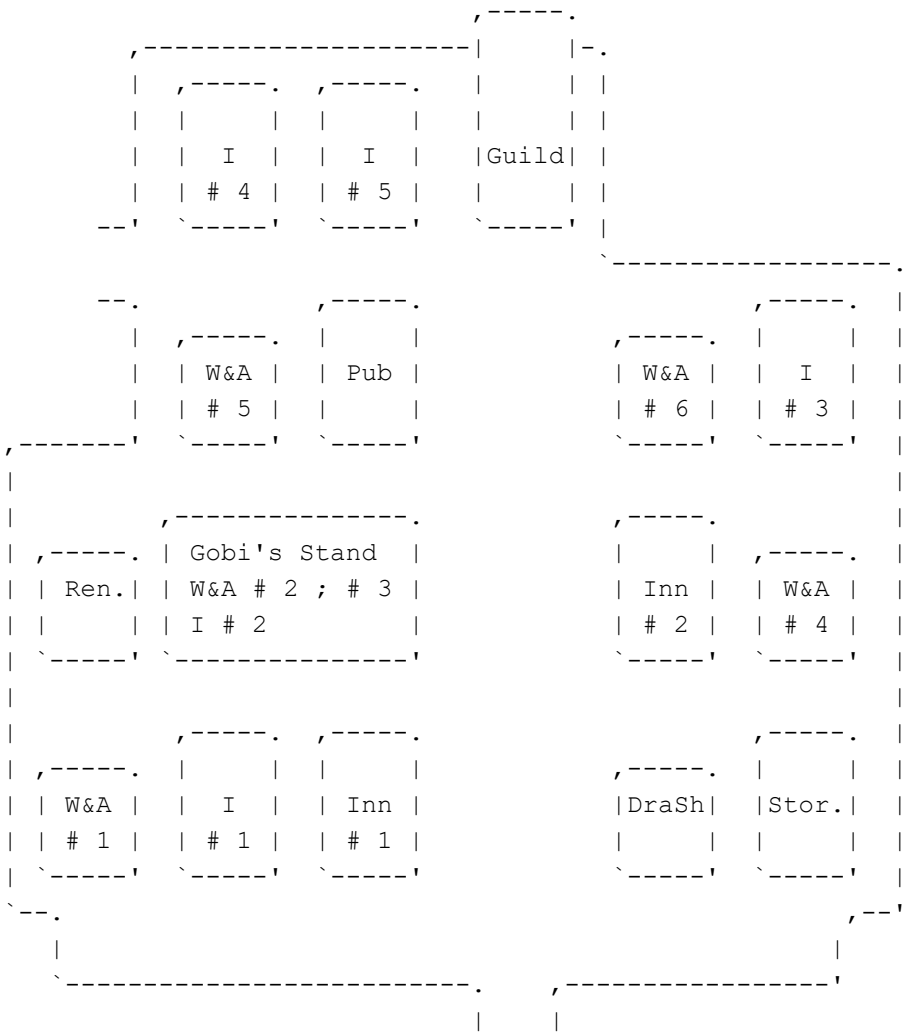 I I Guild
# 4 # 5
W&A Pub W&A I
# 5 # 6 # 3
Gobi's Stand
Ren. W&A # 2 ; # 3 Inn W&A
I # 2 # 2 # 4
W&A I Inn DraSh Stor.
# 1 # 1 # 1